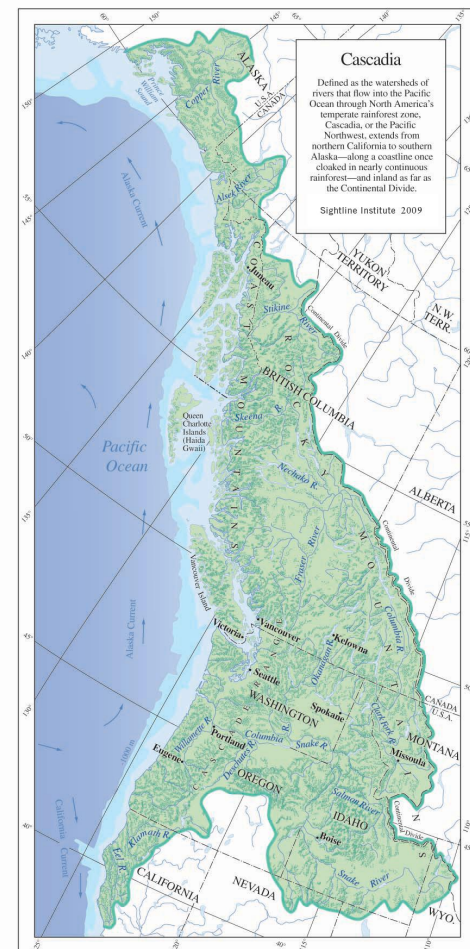 Cascadia
Defined as the watersheds of
rivers that flow into the Pacific
Ocean through North America's
temperate rainforest zone,
Cascadia, or the Pacific
Northwest, extends from
northern California to southern
Alaska—along a coastline once
cloaked in nearly continuous
rainforest—and inland as far as
the Continental Divide.
Sightline Institute 2009
ALASKA
U.S.A.
CANADA
Prince
William
Sound
Copper River
Alsek River
Alaska Current
YUKON
TERRITORY
N.W.
TERR.
Juneau
Continental Divide
Stikine
River
COAST MOUNTAINS
ROCKY MOUNTAINS
BRITISH COLUMBIA
Queen
Charlotte
Islands
(Haida
Gwaii)
Skeena R.
Pacific
Ocean
Nechako R.
ALBERTA
Continental
Divide
Fraser River
Vancouver Island
Columbia R.
Alaska Current
Vancouver
Victoria
Kelowna
Okanogan R.
Seattle
CANADA
U.S.A.
WASHINGTON
Spokane
Clark Fork R.
MONTANA
Missoula
Portland
Columbia R.
Snake R.
Willamette R.
Deschutes R.
Eugene
OREGON
1000 m
Salmon River
IDAHO
Continental Divide
Boise
California
Current
Klamath R.
Eel R.
Snake River
CALIFORNIA
NEVADA
WYO.